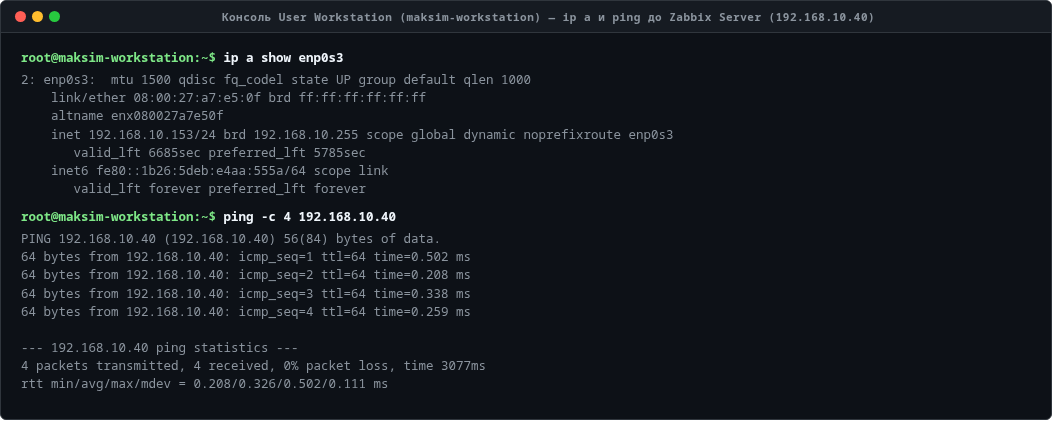 Консоль User Workstation (maksim-workstation) — ip a и ping до Zabbix Server (192.168.10.40)
root@maksim-workstation:~$ ip a show enp0s3
2: enp0s3:  mtu 1500 qdisc fq_codel state UP group default qlen 1000
    link/ether 08:00:27:a7:e5:0f brd ff:ff:ff:ff:ff:ff
    altname enx080027a7e50f
    inet 192.168.10.153/24 brd 192.168.10.255 scope global dynamic noprefixroute enp0s3
       valid_lft 6685sec preferred_lft 5785sec
    inet6 fe80::1b26:5deb:e4aa:555a/64 scope link
       valid_lft forever preferred_lft forever
root@maksim-workstation:~$ ping -c 4 192.168.10.40
PING 192.168.10.40 (192.168.10.40) 56(84) bytes of data.
64 bytes from 192.168.10.40: icmp_seq=1 ttl=64 time=0.502 ms
64 bytes from 192.168.10.40: icmp_seq=2 ttl=64 time=0.208 ms
64 bytes from 192.168.10.40: icmp_seq=3 ttl=64 time=0.338 ms
64 bytes from 192.168.10.40: icmp_seq=4 ttl=64 time=0.259 ms
--- 192.168.10.40 ping statistics ---
4 packets transmitted, 4 received, 0% packet loss, time 3077ms
rtt min/avg/max/mdev = 0.208/0.326/0.502/0.111 ms